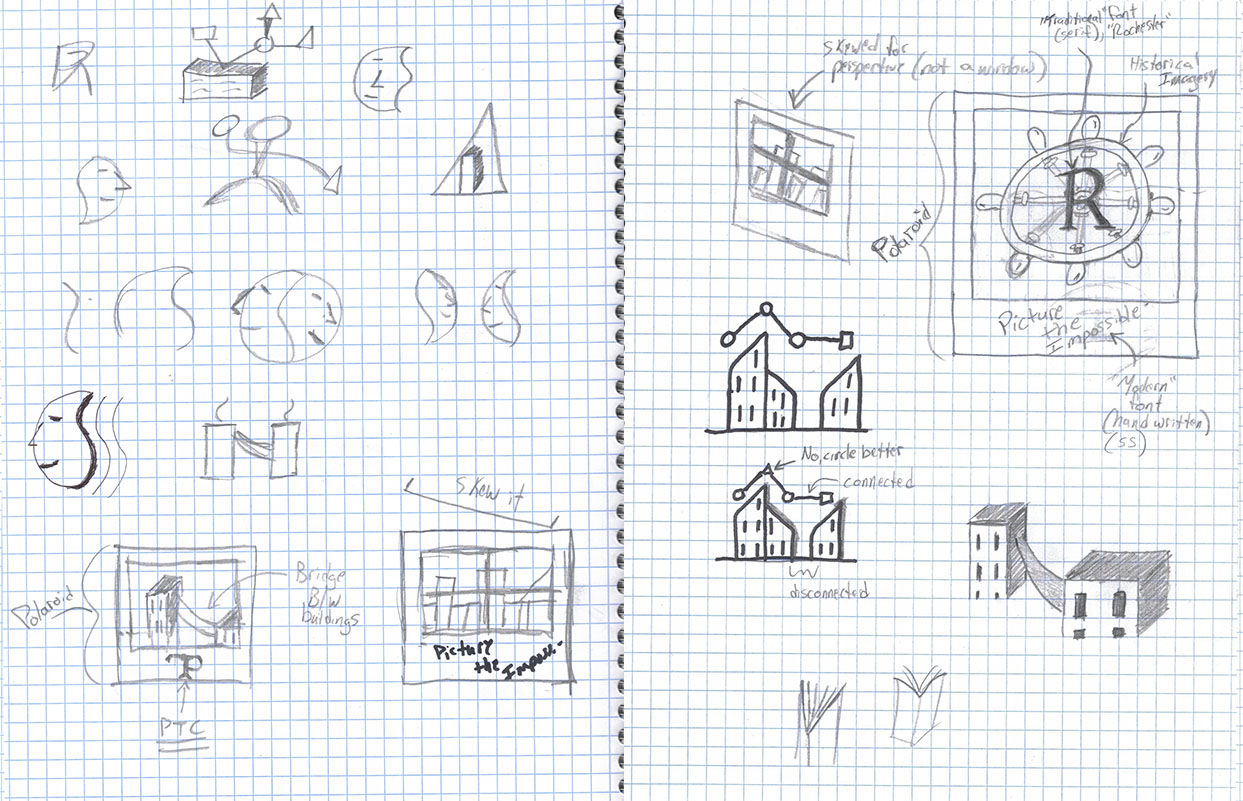 R
Skew it
Polaroid
Bridge
B/W
buildings
Picture
the
PTC
"Traditional" font
(serif), "Rochester"
Skewed for
perspective (not a window)
Historical
Imagery
Polaroid
R
Picture
the
Impossible
"Modern"
font
(hand written)
(ss)
No, circle better
connected
disconnected